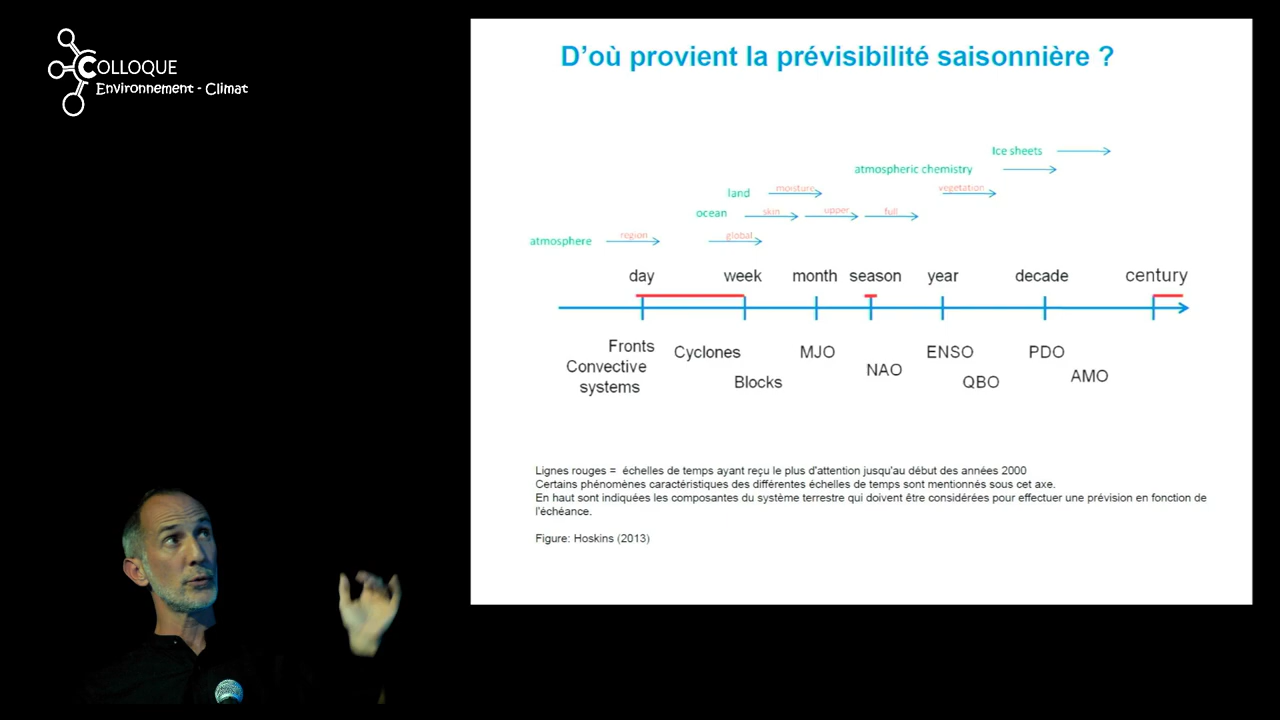 COLLOQUE
Environnement - Climat
D'où provient la prévisibilité saisonnière ?
Ice sheets
atmospheric chemistry
land moisture vegetation
ocean skin upper full
atmosphere region global
day week month season year decade century
Fronts
Convective
systems
Cyclones
Blocks
MJO
NAO
ENSO
QBO
PDO
AMO
Lignes rouges = échelles de temps ayant reçu le plus d'attention jusqu'au début des années 2000
Certains phénomènes caractéristiques des différentes échelles de temps sont mentionnés sous cet axe.
En haut sont indiquées les composantes du système terrestre qui doivent être considérées pour effectuer une prévision en fonction de
l'échéance.
Figure: Hoskins (2013)